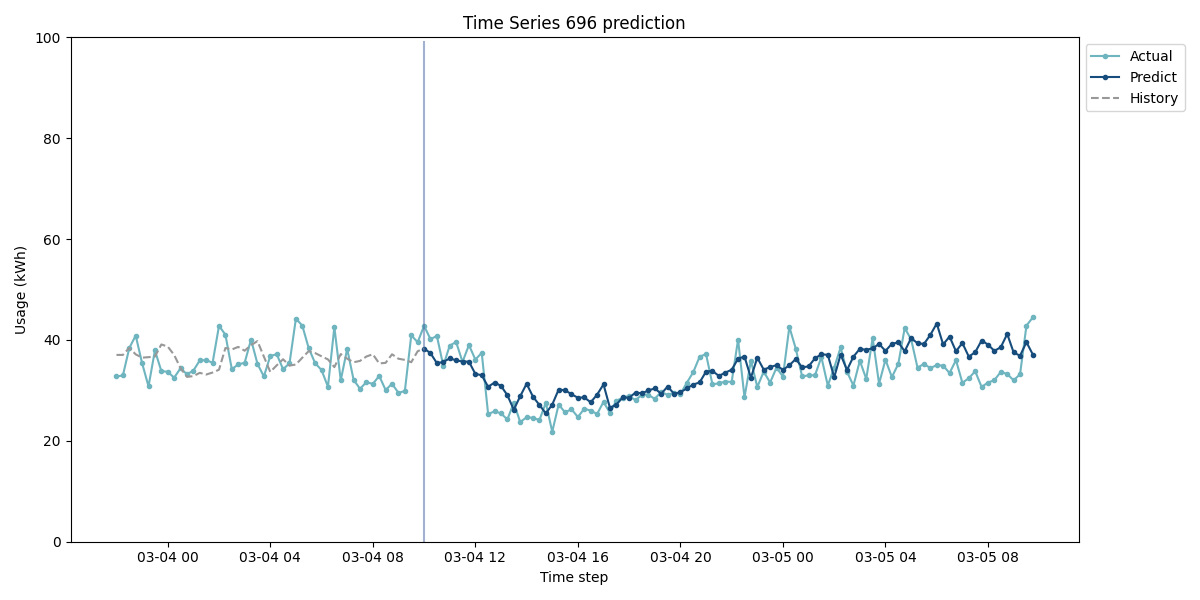 Time Series 696 prediction
Usage (kWh)
100
80
60
40
20
0
03-04 00
03-04 04
03-04 08
03-04 12
03-04 16
03-04 20
03-05 00
03-05 04
03-05 08
Time step
Actual
Predict
History